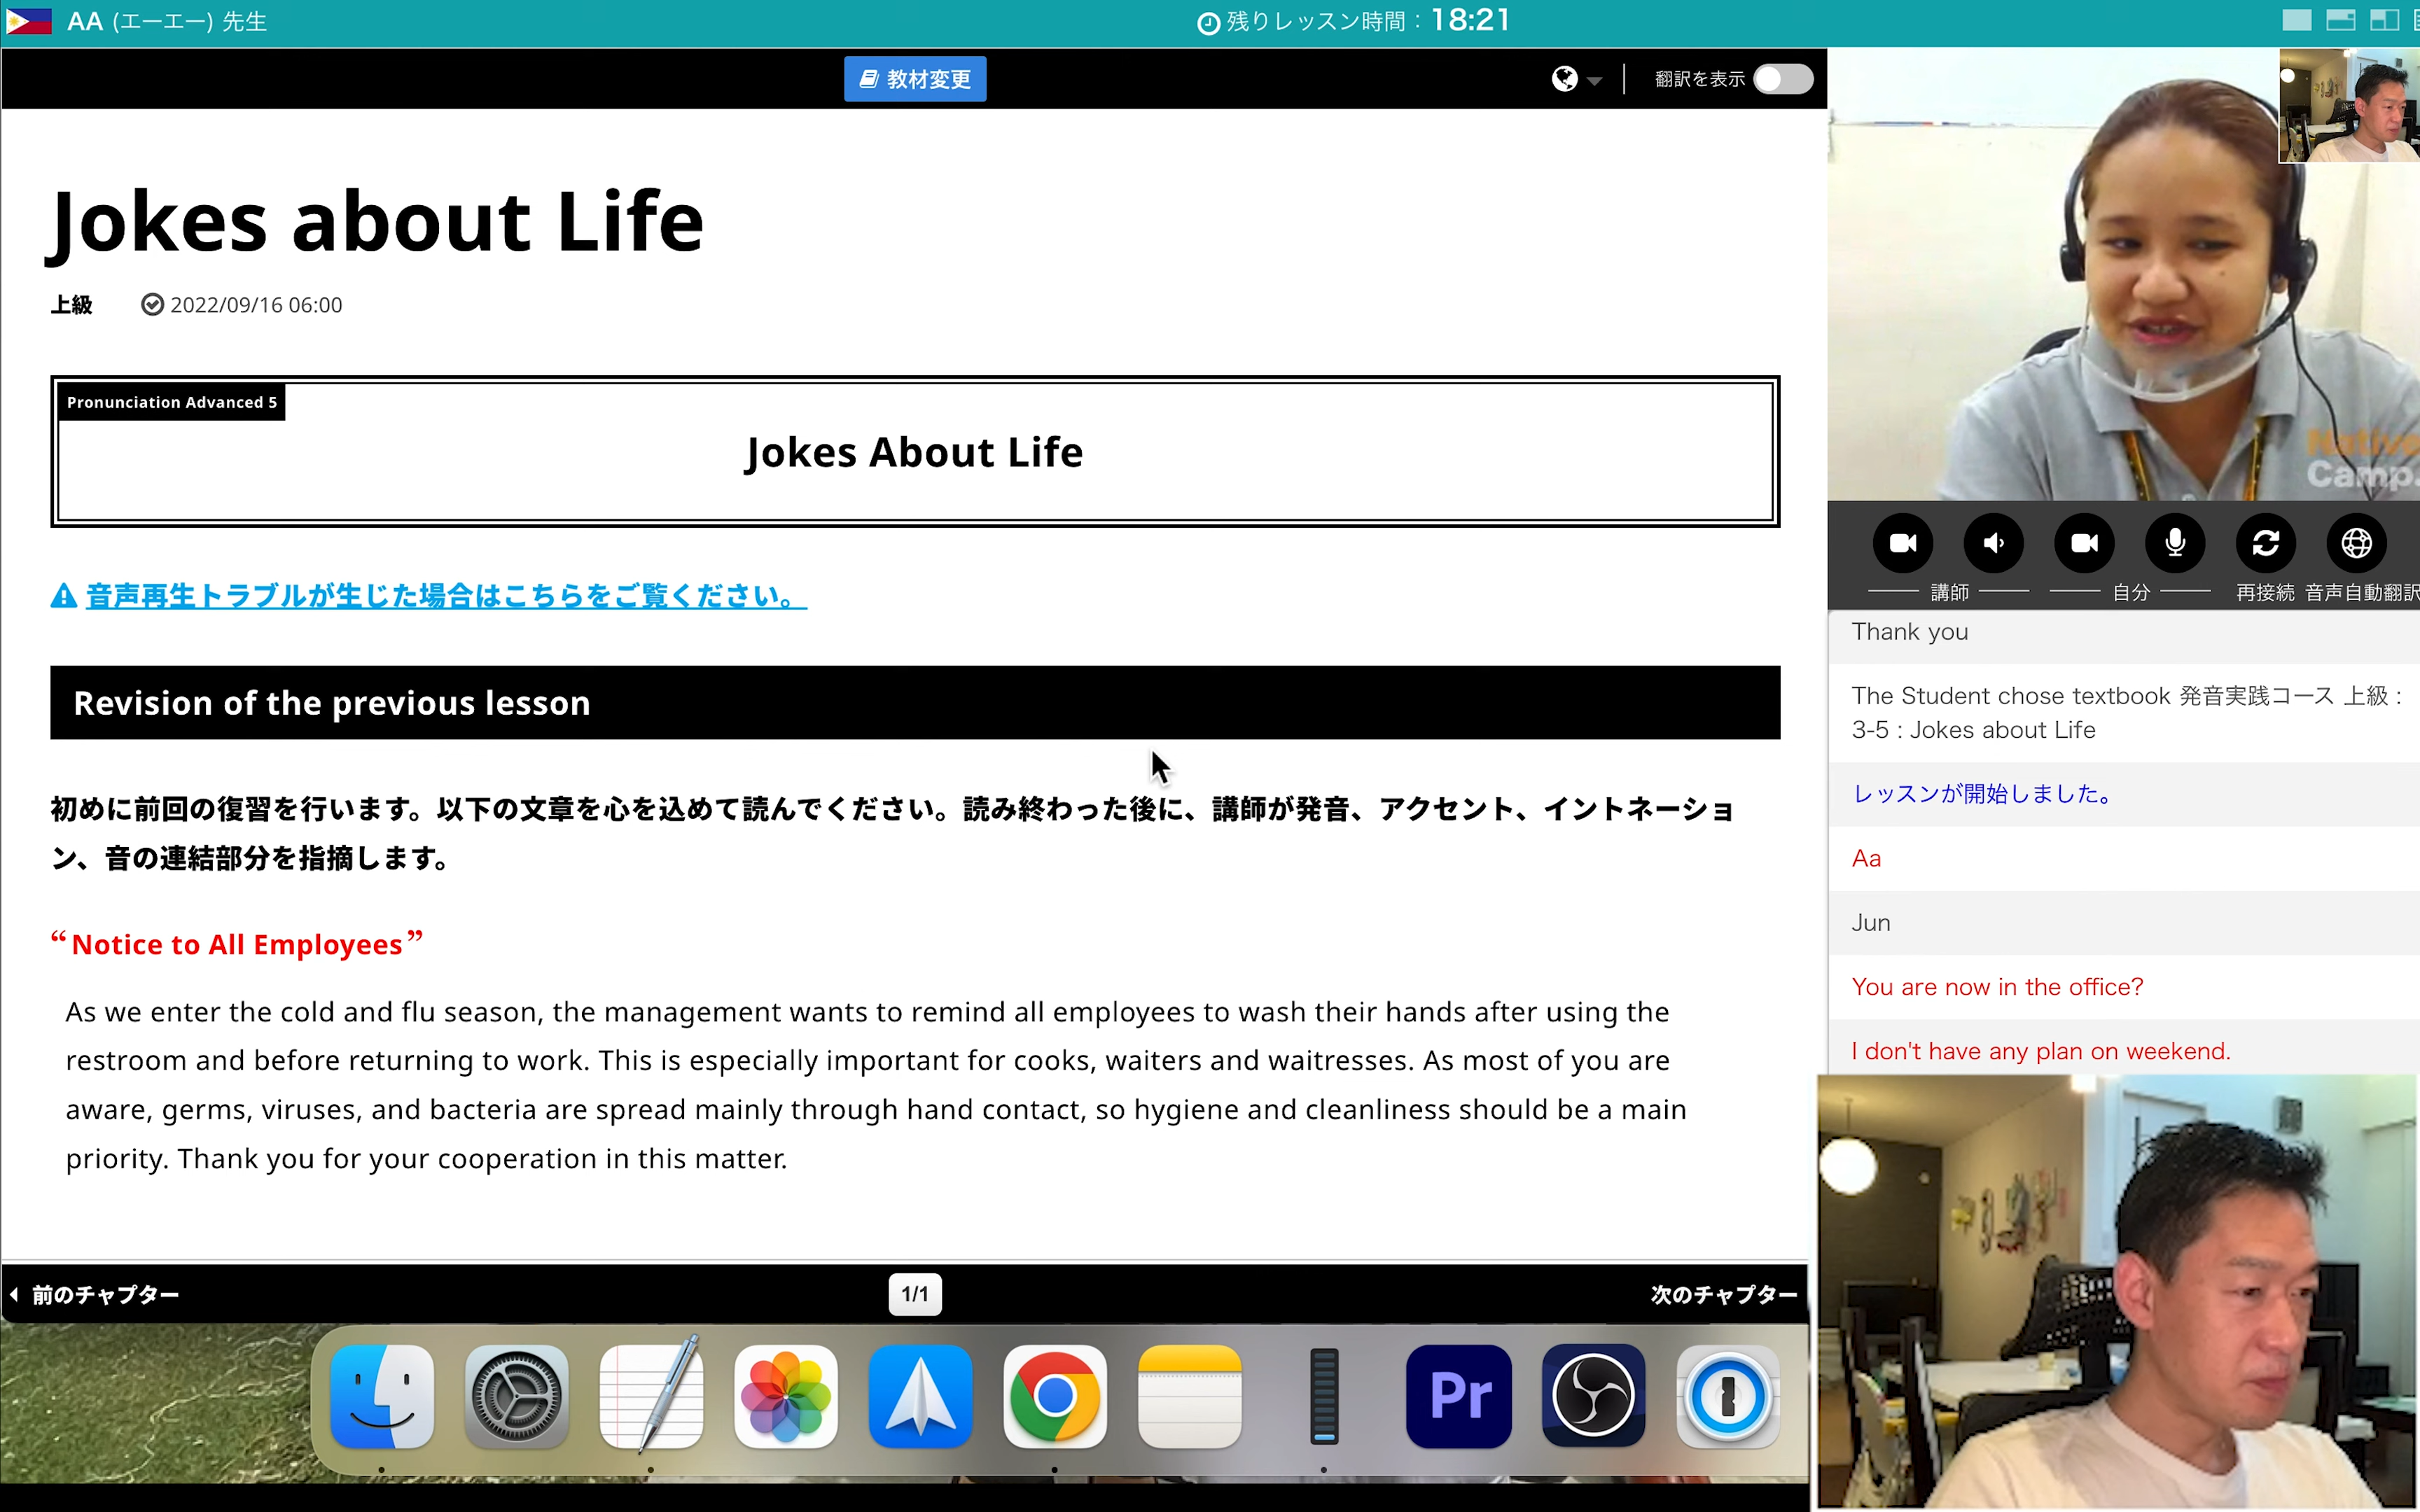 AA (エーエー) 先生
残りレッスン時間 : 18:21
教材変更
翻訳を表示
Jokes about Life
上級
2022/09/16 06:00
Pronunciation Advanced 5
Jokes About Life
音声再生トラブルが生じた場合はこちらをご覧ください。
Revision of the previous lesson
初めに前回の復習を行います。以下の文章を心を込めて読んでください。読み終わった後に、講師が発音、アクセント、イントネーショ
ン、音の連結部分を指摘します。
“Notice to All Employees”
As we enter the cold and flu season, the management wants to remind all employees to wash their hands after using the
restroom and before returning to work. This is especially important for cooks, waiters and waitresses. As most of you are
aware, germs, viruses, and bacteria are spread mainly through hand contact, so hygiene and cleanliness should be a main
priority. Thank you for your cooperation in this matter.
前のチャプター
1/1
次のチャプター
Pr
Native
Camp.
講師
自分
再接続
音声自動翻訳
Thank you
The Student chose textbook 発音実践コース 上級 :
3-5 : Jokes about Life
レッスンが開始しました。
Aa
Jun
You are now in the office?
I don't have any plan on weekend.